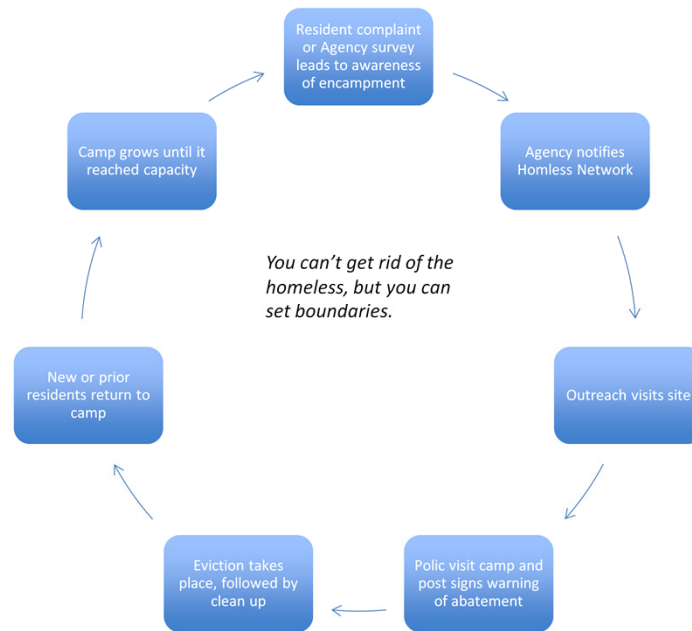 Resident complaint
or Agency survey
leads to awareness
of encampment
Agency notifies
Homless Network
Outreach visits site
Polic visit camp and
post signs warning
of abatement
Eviction takes
place, followed by
clean up
New or prior
residents return to
camp
Camp grows until it
reached capacity
You can’t get rid of the
homeless, but you can
set boundaries.